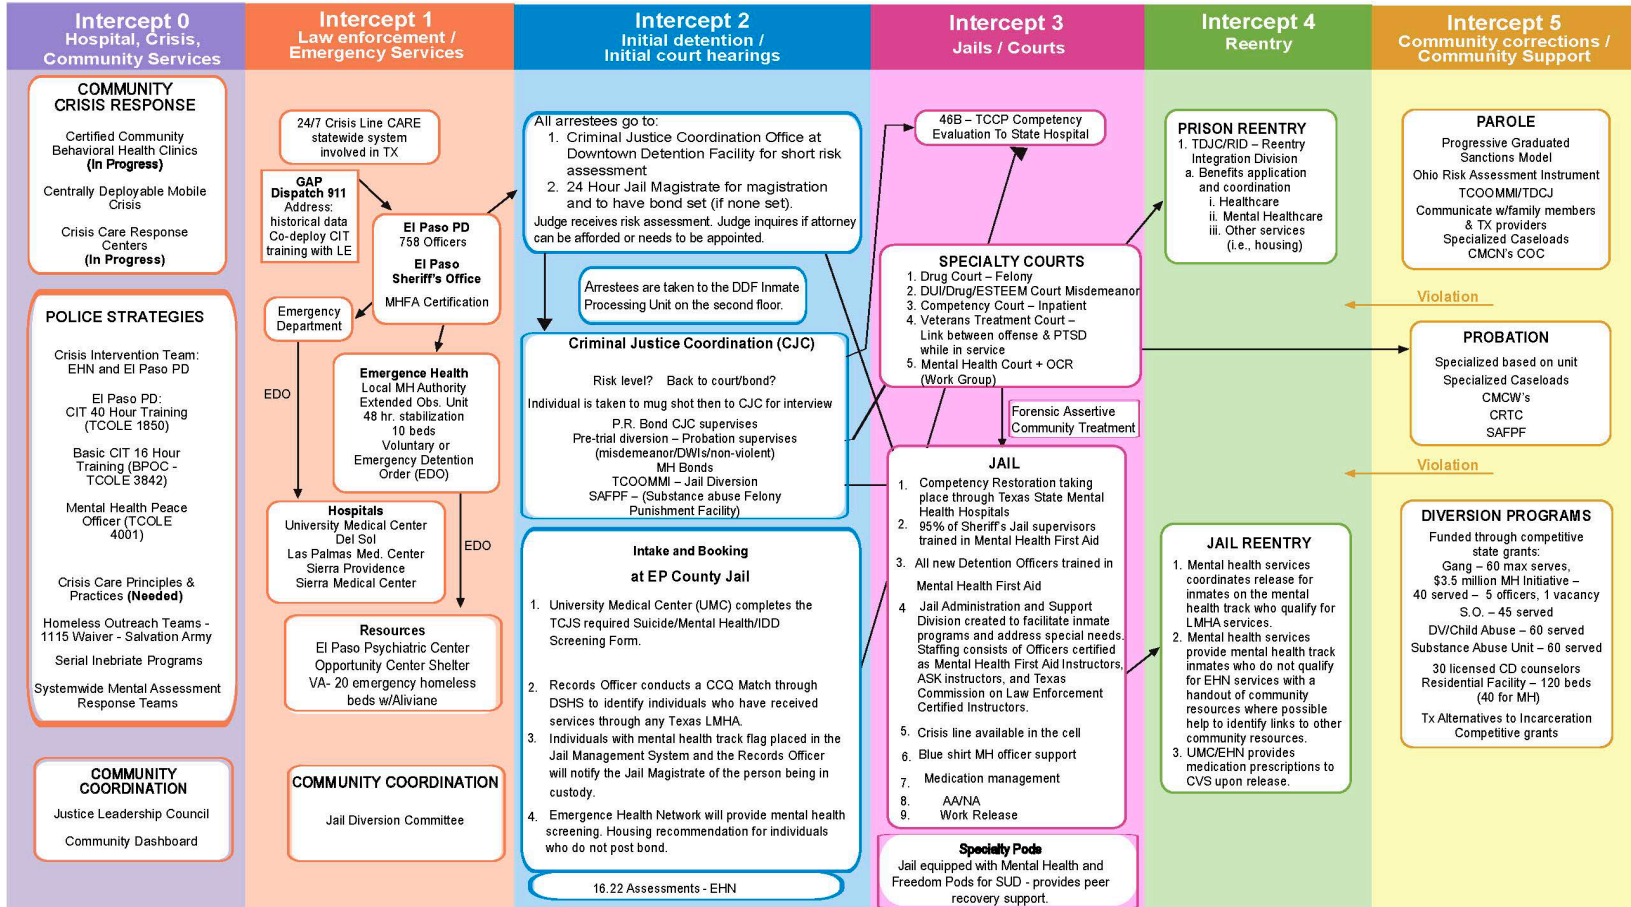 Intercept 0
Hospital, Crisis,
Community Services
COMMUNITY
CRISIS RESPONSE
Certified Community
Behavioral Health Clinics
(In Progress)
Centrally Deployable Mobile
Crisis
Crisis Care Response
Centers
(In Progress)
POLICE STRATEGIES
Crisis Intervention Team:
EHN and El Paso PD
El Paso PD:
CIT 40 Hour Training
(TCOLE 1850)
Basic CIT 16 Hour
Training (BPOC -
TCOLE 3842)
Mental Health Peace
Officer (TCOLE
4001)
Crisis Care Principles &
Practices (Needed)
Homeless Outreach Teams -
1115 Waiver - Salvation Army
Serial Inebriate Programs
Systemwide Mental Assessment
Response Teams
COMMUNITY
COORDINATION
Justice Leadership Council
Community Dashboard
Intercept 1
Law enforcement /
Emergency Services
24/7 Crisis Line CARE
statewide system
involved in TX
GAP
Dispatch 911
Address:
historical data
Co-deploy CIT
training with LE
El Paso PD
758 Officers
El Paso
Sheriff's Office
MHFA Certification
Emergency
Department
EDO
Emergence Health
Local MH Authority
Extended Obs. Unit
48 hr. stabilization
10 beds
Voluntary or
Emergency Detention
Order (EDO)
Hospitals
University Medical Center
Del Sol
Las Palmas Med. Center
Sierra Providence
Sierra Medical Center
EDO
Resources
El Paso Psychiatric Center
Opportunity Center Shelter
VA- 20 emergency homeless
beds w/Aliviane
COMMUNITY COORDINATION
Jail Diversion Committee
Intercept 2
Initial detention /
Initial court hearings
All arrestees go to:
1. Criminal Justice Coordination Office at
Downtown Detention Facility for short risk
assessment
2. 24 Hour Jail Magistrate for magistration
and to have bond set (if none set).
Judge receives risk assessment. Judge inquires if attorney
can be afforded or needs to be appointed.
Arrestees are taken to the DDF Inmate
Processing Unit on the second floor.
Criminal Justice Coordination (CJC)
Risk level? Back to court/bond?
Individual is taken to mug shot then to CJC for interview
P.R. Bond CJC supervises
Pre-trial diversion – Probation supervises
(misdemeanor/DWIs/non-violent)
MH Bonds
TCOOMMI – Jail Diversion
SAFPF – (Substance abuse Felony
Punishment Facility)
Intake and Booking
at EP County Jail
1. University Medical Center (UMC) completes the
TCJS required Suicide/Mental Health/IDD
Screening Form.
2. Records Officer conducts a CCQ Match through
DSHS to identify individuals who have received
services through any Texas LMHA.
3. Individuals with mental health track flag placed in the
Jail Management System and the Records Officer
will notify the Jail Magistrate of the person being in
custody.
4. Emergence Health Network will provide mental health
screening. Housing recommendation for individuals
who do not post bond.
16.22 Assessments - EHN
Intercept 3
Jails / Courts
46B – TCCP Competency
Evaluation To State Hospital
SPECIALTY COURTS
1. Drug Court – Felony
2. DUI/Drug/ESTEEM Court Misdemeanor
3. Competency Court – Inpatient
4. Veterans Treatment Court –
Link between offense & PTSD
while in service
5. Mental Health Court + OCR
(Work Group)
Forensic Assertive
Community Treatment
JAIL
1. Competency Restoration taking
place through Texas State Mental
Health Hospitals
2. 95% of Sheriff's Jail supervisors
trained in Mental Health First Aid
3. All new Detention Officers trained in
Mental Health First Aid
4 Jail Administration and Support
Division created to facilitate inmate
programs and address special needs.
Staffing consists of Officers certified
as Mental Health First Aid Instructors,
ASK instructors, and Texas
Commission on Law Enforcement
Certified Instructors.
5. Crisis line available in the cell
6. Blue shirt MH officer support
7. Medication management
8. AA/NA
9. Work Release
Specialty Pods
Jail equipped with Mental Health and
Freedom Pods for SUD - provides peer
recovery support.
Intercept 4
Reentry
PRISON REENTRY
1. TDJC/RID – Reentry
Integration Division
a. Benefits application
and coordination
i. Healthcare
ii. Mental Healthcare
iii. Other services
(i.e., housing)
JAIL REENTRY
1. Mental health services
coordinates release for
inmates on the mental
health track who qualify for
LMHA services.
2. Mental health services
provide mental health track
inmates who do not qualify
for EHN services with a
handout of community
resources where possible
help to identify links to other
community resources.
3. UMC/EHN provides
medication prescriptions to
CVS upon release.
Intercept 5
Community corrections /
Community Support
PAROLE
Progressive Graduated
Sanctions Model
Ohio Risk Assessment Instrument
TCOOMMI/TDCJ
Communicate w/family members
& TX providers
Specialized Caseloads
CMCN's COC
Violation
PROBATION
Specialized based on unit
Specialized Caseloads
CMCW's
CRTC
SAFPF
Violation
DIVERSION PROGRAMS
Funded through competitive
state grants:
Gang – 60 max serves,
$3.5 million MH Initiative –
40 served – 5 officers, 1 vacancy
S.O. – 45 served
DV/Child Abuse – 60 served
Substance Abuse Unit – 60 served
30 licensed CD counselors
Residential Facility – 120 beds
(40 for MH)
Tx Alternatives to Incarceration
Competitive grants